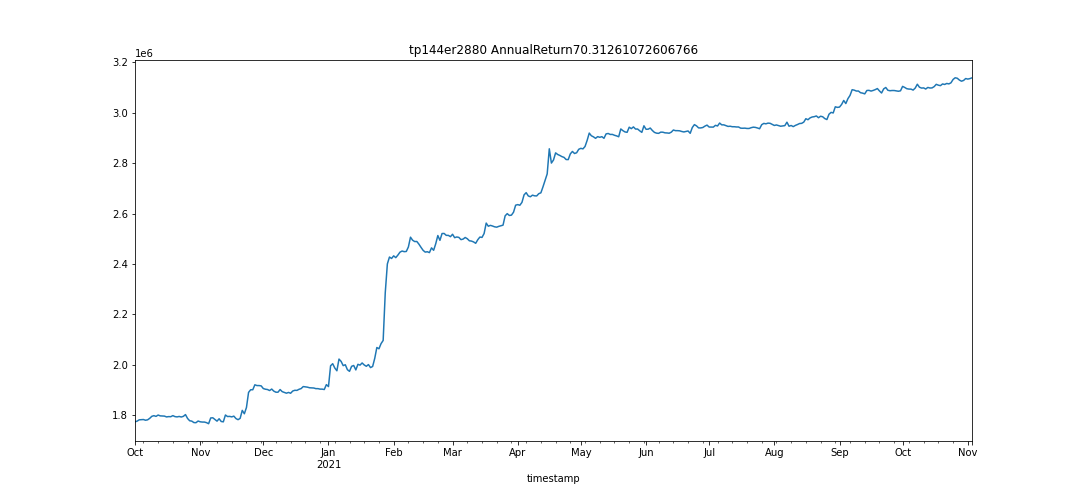 tp144er2880 AnnualReturn70.31261072606766
1e6
3.2
3.0
2.8
2.6
2.4
2.2
2.0
1.8
Oct Nov Dec Jan Feb Mar Apr May Jun Jul Aug Sep Oct Nov
2021
timestamp